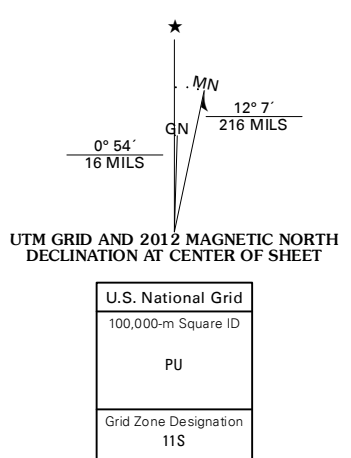 ★
MN
12° 7´
216 MILS
GN
0° 54´
16 MILS
UTM GRID AND 2012 MAGNETIC NORTH
DECLINATION AT CENTER OF SHEET
U.S. National Grid
100,000-m Square ID
PU
Grid Zone Designation
11S